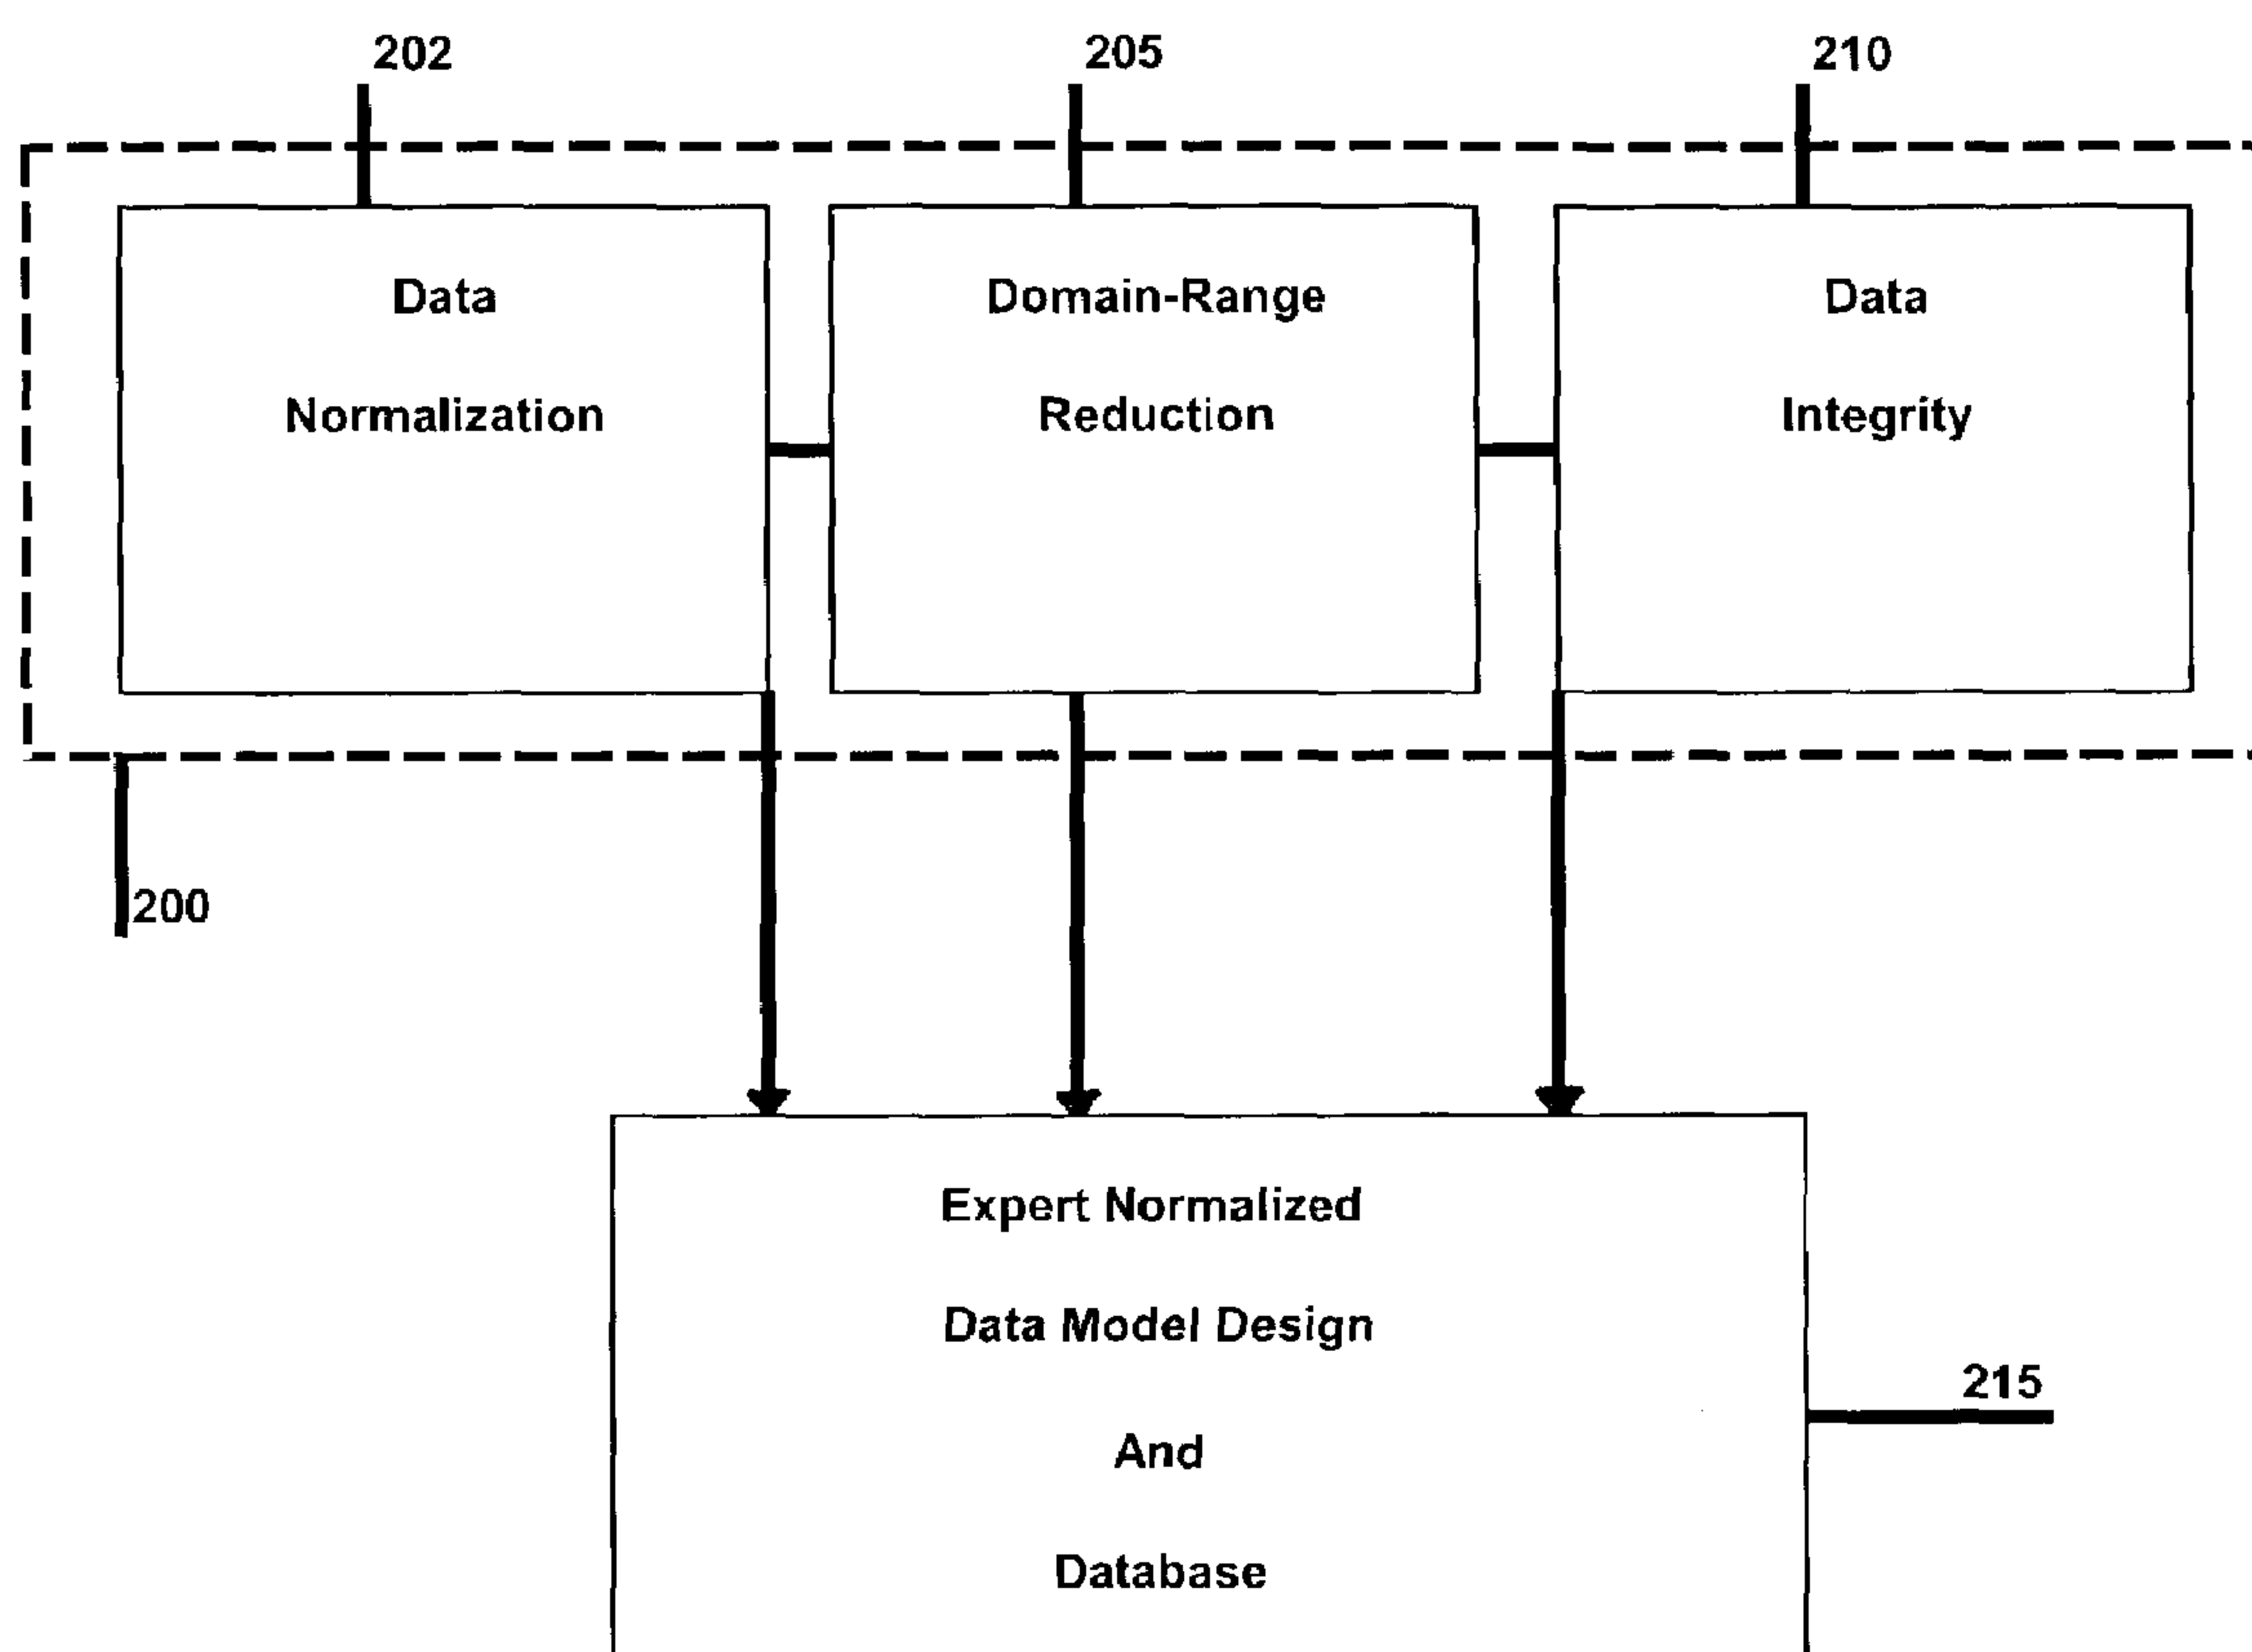 202
205
210
Data
Normalization
Domain-Range
Reduction
Data
Integrity
200
Expert Normalized
Data Model Design
And
Database
215